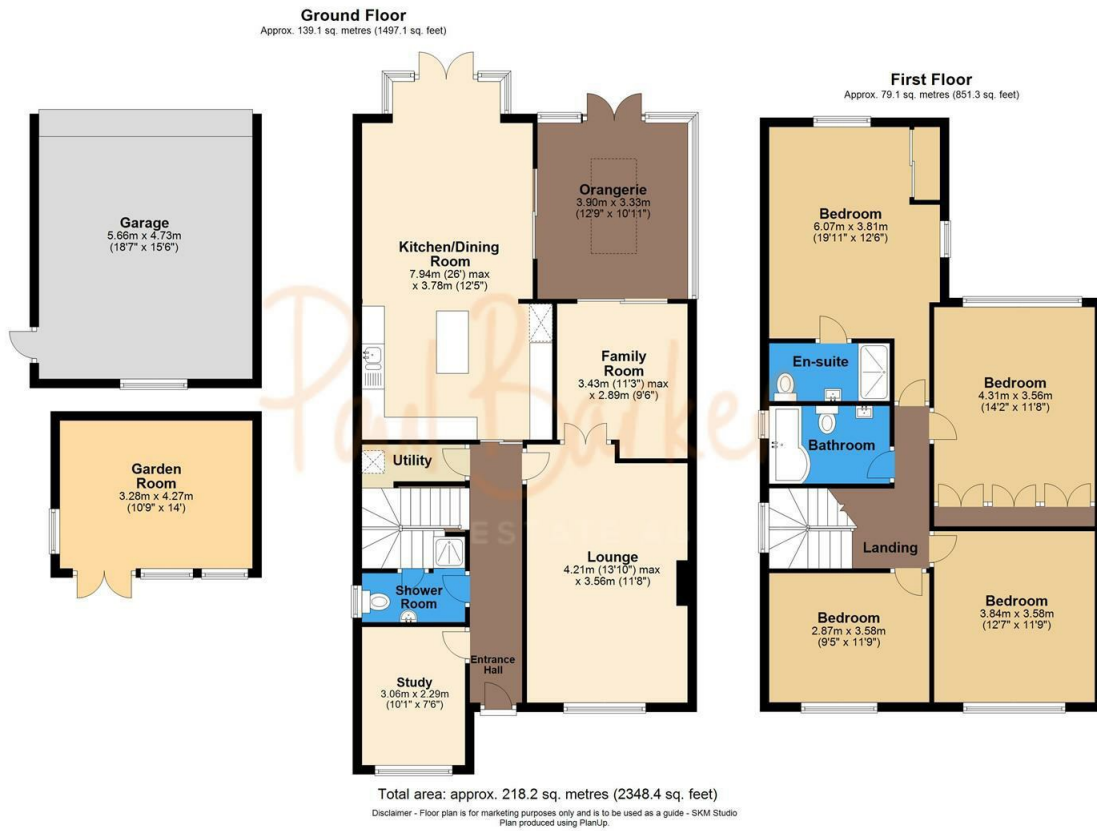 Ground Floor
Approx. 139.1 sq. metres (1497.1 sq. feet)
First Floor
Approx. 79.1 sq. metres (851.3 sq. feet)
Garage
5.66m x 4.73m
(18'7" x 15'6")
Garden
Room
3.28m x 4.27m
(10'9" x 14')
Kitchen/Dining
Room
7.94m (26') max
x 3.78m (12'5")
Orangerie
3.90m x 3.33m
(12'9" x 10'11")
Family
Room
3.43m (11'3") max
x 2.89m (9'6")
Utility
Lounge
4.21m (13'10") max
x 3.56m (11'8")
Shower
Room
Entrance
Hall
Study
3.06m x 2.29m
(10'1" x 7'6")
Bedroom
6.07m x 3.81m
(19'11" x 12'6")
En-suite
Bedroom
4.31m x 3.56m
(14'2" x 11'8")
Bathroom
Landing
Bedroom
2.87m x 3.58m
(9'5" x 11'9")
Bedroom
3.84m x 3.58m
(12'7" x 11'9")
Paul Barker
ESTATE
Total area: approx. 218.2 sq. metres (2348.4 sq. feet)
Disclaimer - Floor plan is for marketing purposes only and is to be used as a guide - SKM Studio
Plan produced using PlanUp.